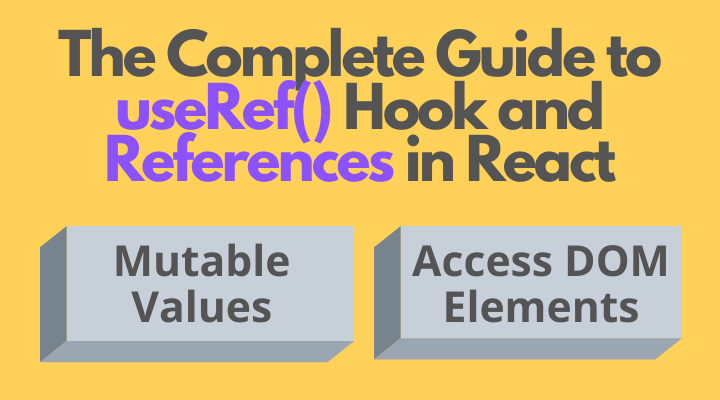 The Complete Guide to
useRef() Hook and
References in React
Mutable
Values
Access DOM
Elements